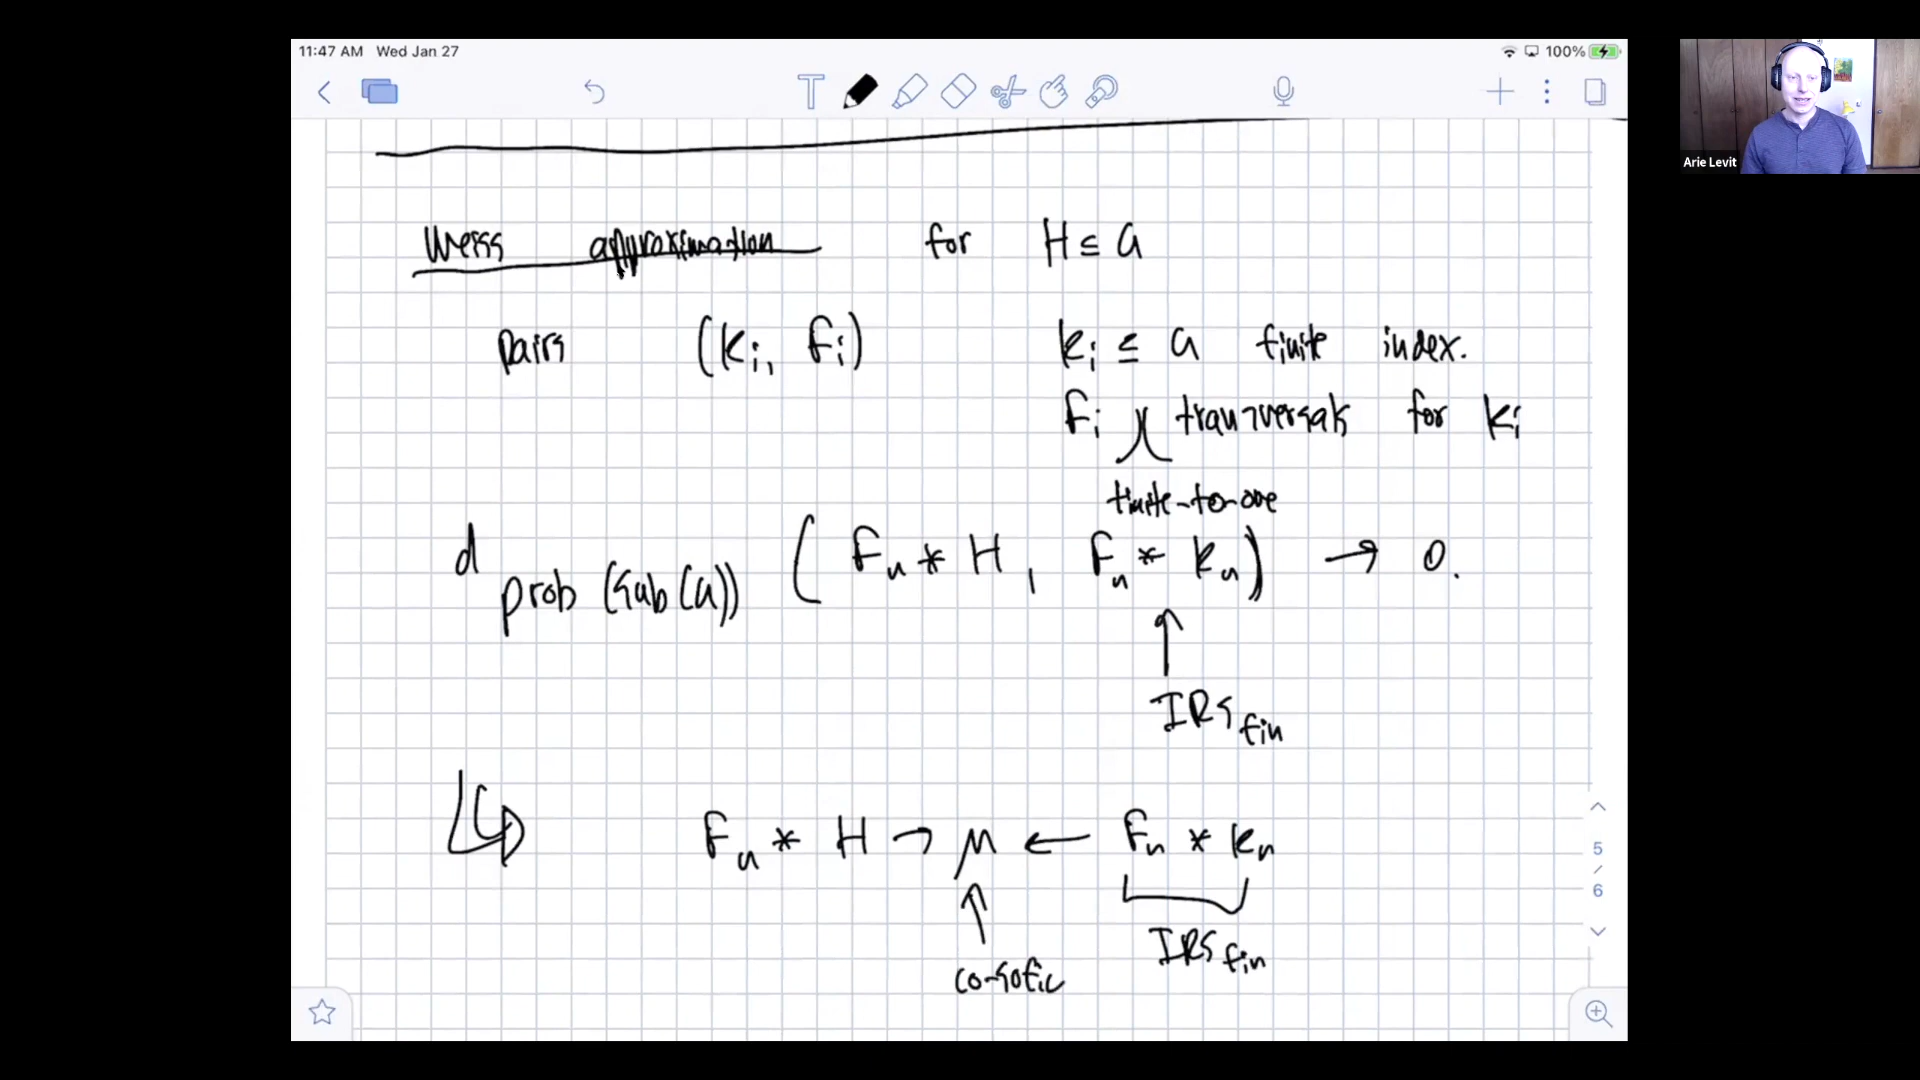 11:47 AM Wed Jan 27
100%
T
Arie Levit
Weiss approximation for H ≤ G
pairs (K_i, F_i) K_i ≤ G finite index.
F_i transversals for K_i
finite-to-one
d_{prob(Sub(G))} ( F_n * H, F_n * K_n ) → 0.
IRS_fin
F_n * H → μ ← F_n * K_n
5
/
6
co-sofic
IRS_fin